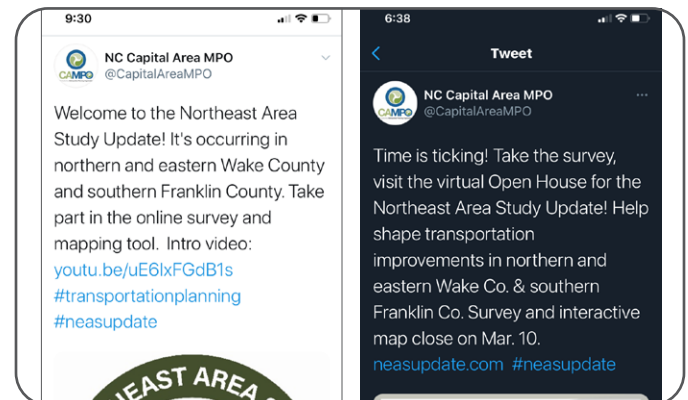 9:30
CAMPO
NC Capital Area MPO
@CapitalAreaMPO
Welcome to the Northeast Area
Study Update! It's occurring in
northern and eastern Wake County
and southern Franklin County. Take
part in the online survey and
mapping tool. Intro video:
youtu.be/uE6lxFGdB1s
#transportationplanning
#neasupdate
EAST AREA
6:38
Tweet
CAMPO
NC Capital Area MPO
@CapitalAreaMPO
Time is ticking! Take the survey,
visit the virtual Open House for the
Northeast Area Study Update! Help
shape transportation
improvements in northern and
eastern Wake Co. & southern
Franklin Co. Survey and interactive
map close on Mar. 10.
neasupdate.com #neasupdate